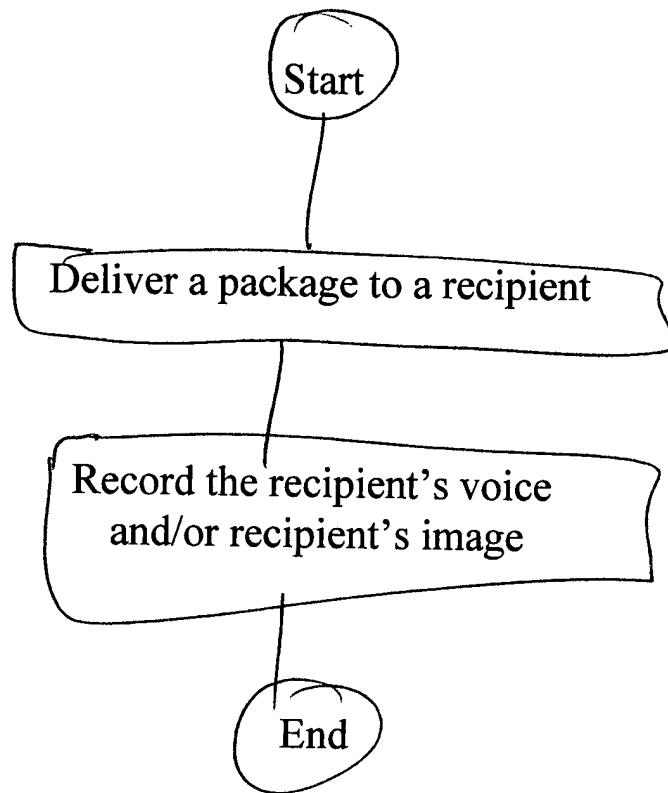 Start
Deliver a package to a recipient
Record the recipient's voice
and/or recipient's image
End